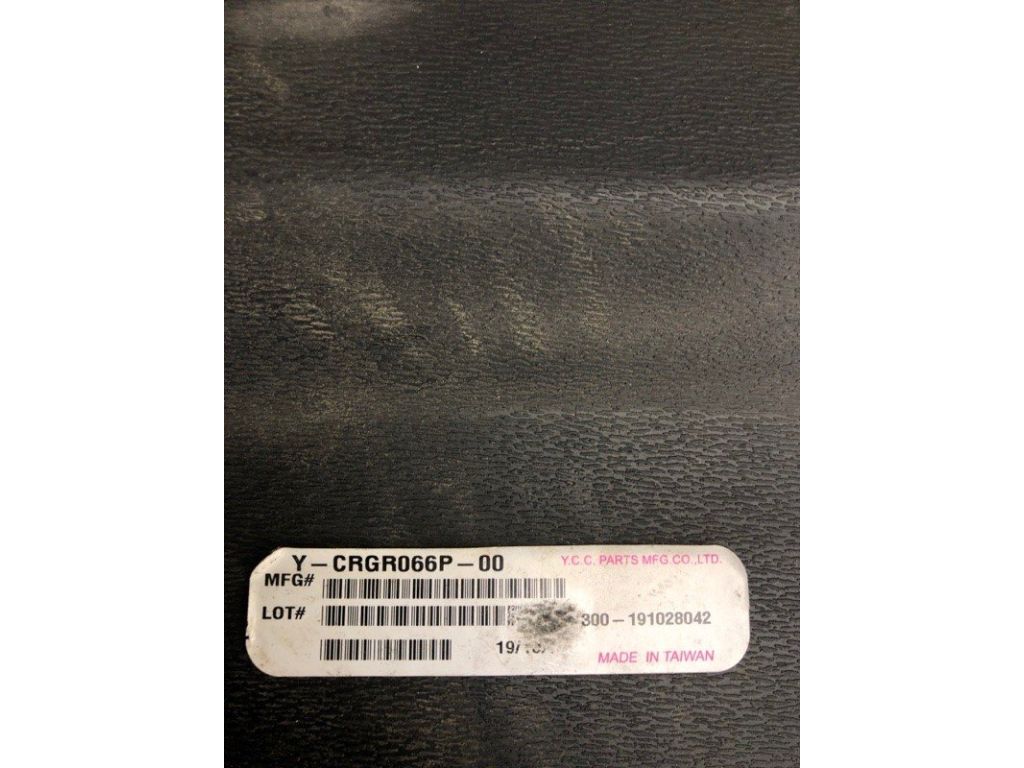 Y-CRGR066P-00 Y.C.C. PARTS MFG.CO.,LTD.
MFG#
LOT# 300-191028042
MADE IN TAIWAN